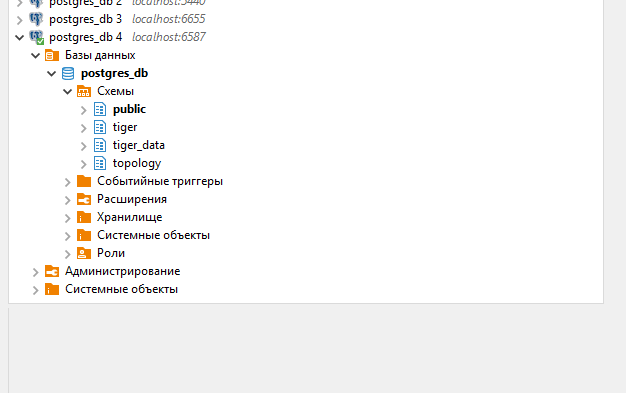 postgres_db 2 localhost:5440
postgres_db 3 localhost:6655
postgres_db 4 localhost:6587
Базы данных
postgres_db
Схемы
public
tiger
tiger_data
topology
Событийные триггеры
Расширения
Хранилище
Системные объекты
Роли
Администрирование
Системные объекты